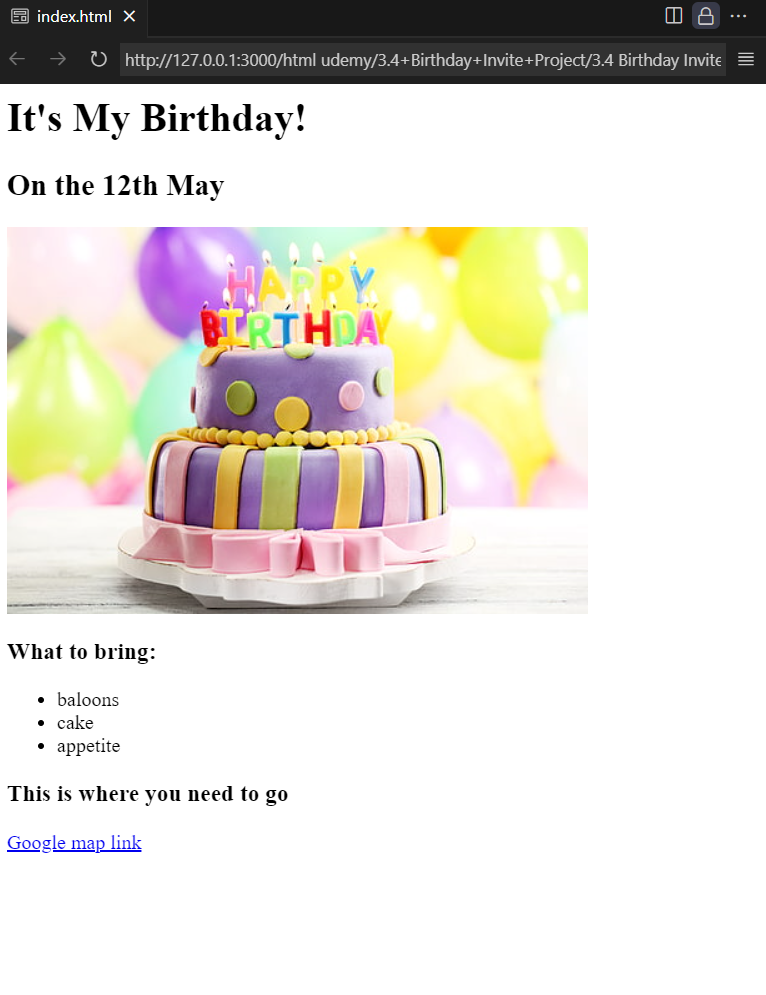 index.html
http://127.0.0.1:3000/html udemy/3.4+Birthday+Invite+Project/3.4 Birthday Invite
It's My Birthday!
On the 12th May
HAPPY
BIRTHDAY
What to bring:
baloons
cake
appetite
This is where you need to go
Google map link